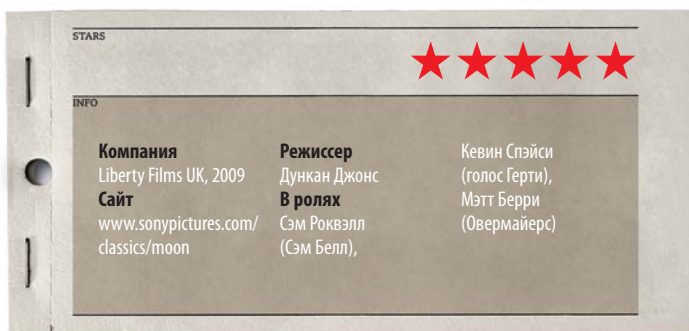 STARS
INFO
Компания
Liberty Films UK, 2009
Сайт
www.sonypictures.com/
classics/moon
Режиссер
Дункан Джонс
В ролях
Сэм Роквэлл
(Сэм Белл),
Кевин Спэйси
(голос Герти),
Мэтт Берри
(Овермайерс)